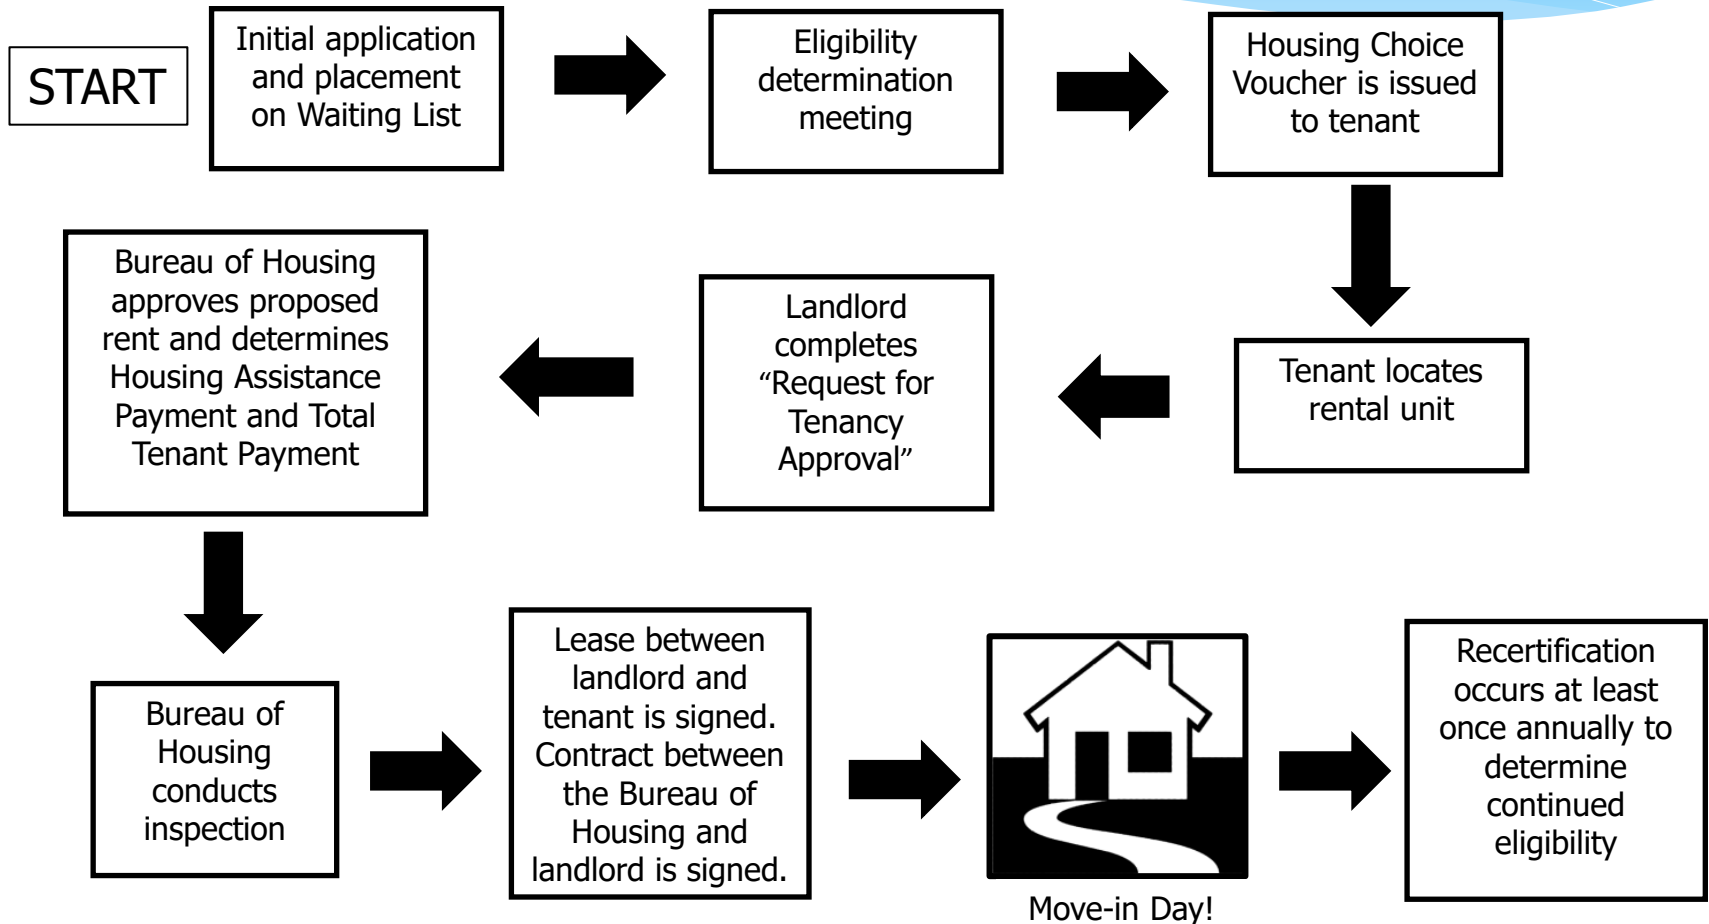 START
Initial application
and placement
on Waiting List
Eligibility
determination
meeting
Housing Choice
Voucher is issued
to tenant
Tenant locates
rental unit
Landlord
completes
“Request for
Tenancy
Approval”
Bureau of Housing
approves proposed
rent and determines
Housing Assistance
Payment and Total
Tenant Payment
Bureau of
Housing
conducts
inspection
Lease between
landlord and
tenant is signed.
Contract between
the Bureau of
Housing and
landlord is signed.
Move-in Day!
Recertification
occurs at least
once annually to
determine
continued
eligibility